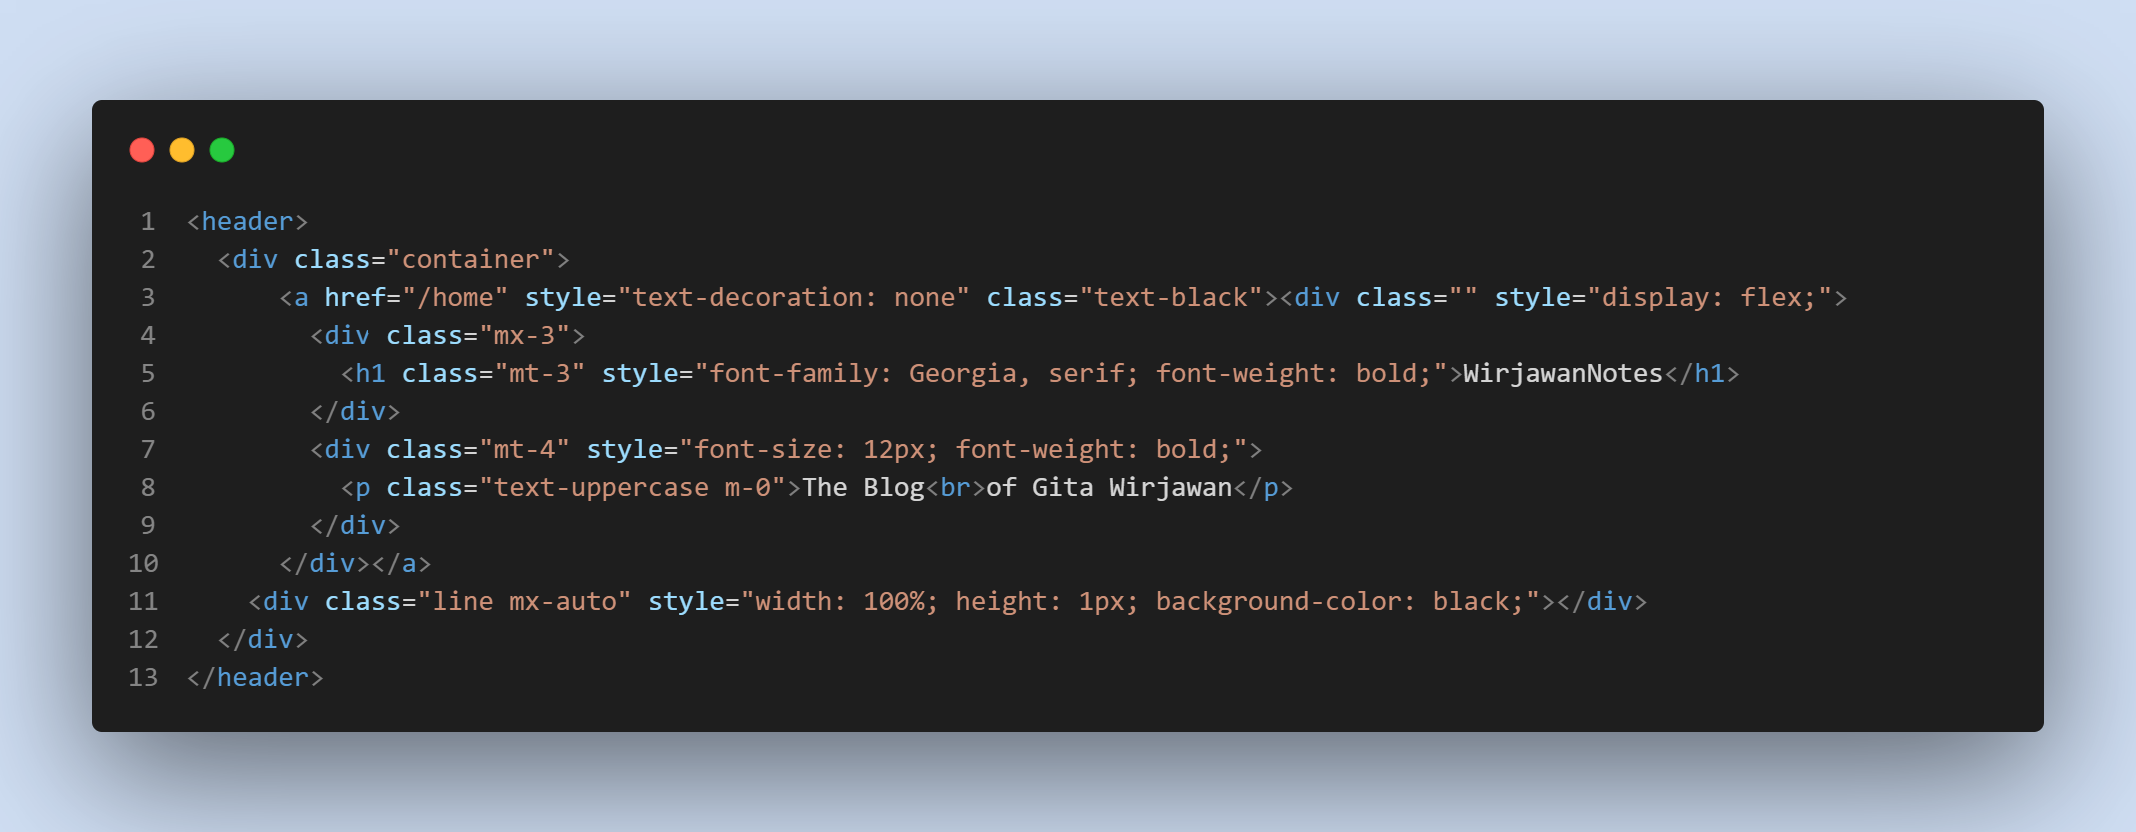 1 <header>
2   <div class="container">
3       <a href="/home" style="text-decoration: none" class="text-black"><div class="" style="display: flex;">
4         <div class="mx-3">
5           <h1 class="mt-3" style="font-family: Georgia, serif; font-weight: bold;">WirjawanNotes</h1>
6         </div>
7         <div class="mt-4" style="font-size: 12px; font-weight: bold;">
8           <p class="text-uppercase m-0">The Blog<br>of Gita Wirjawan</p>
9         </div>
10       </div></a>
11     <div class="line mx-auto" style="width: 100%; height: 1px; background-color: black;"></div>
12   </div>
13 </header>